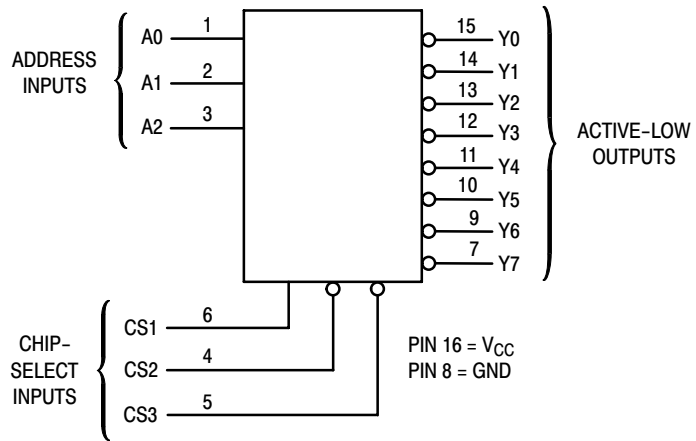 ADDRESS
INPUTS
A0 1
A1 2
A2 3
15 Y0
14 Y1
13 Y2
12 Y3
11 Y4
10 Y5
9 Y6
7 Y7
ACTIVE-LOW
OUTPUTS
CHIP-
SELECT
INPUTS
CS1 6
CS2 4
CS3 5
PIN 16 = VCC
PIN 8 = GND